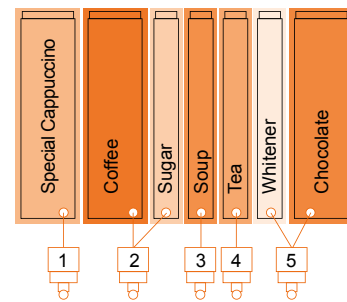 Special Cappuccino
Coffee
Sugar
Soup
Tea
Whitener
Chocolate
1
2
3
4
5